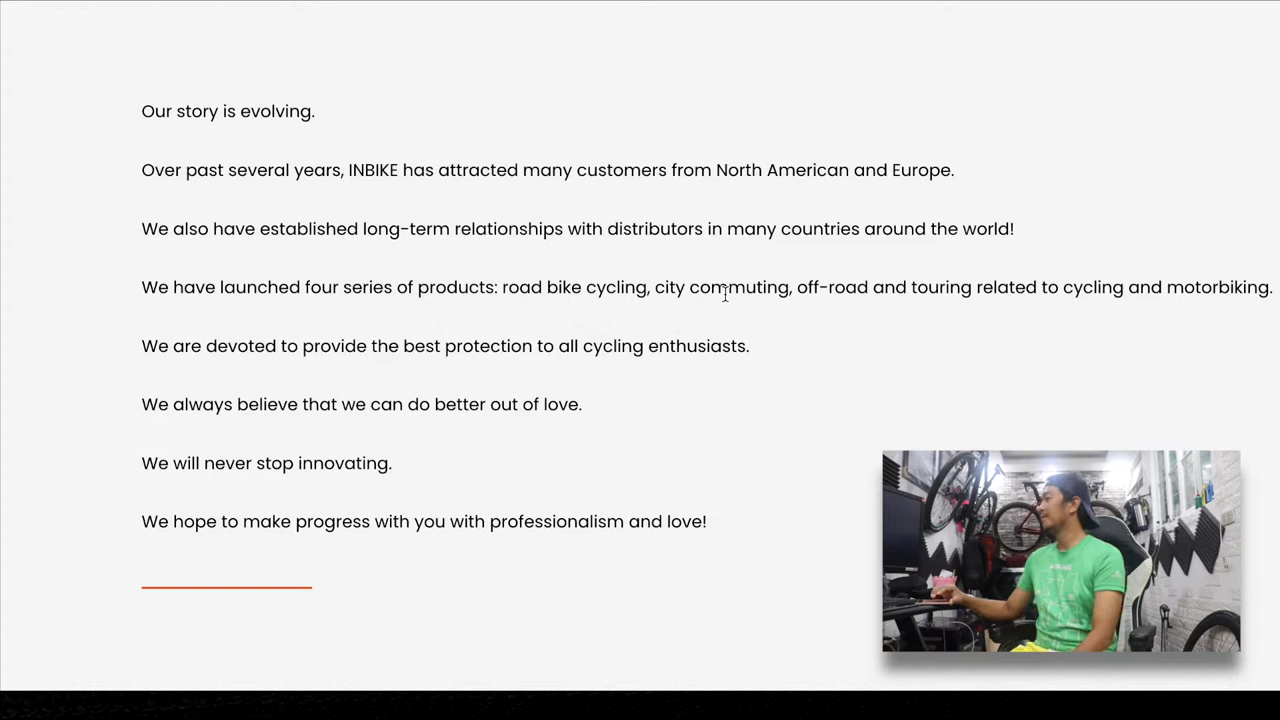 Our story is evolving.
Over past several years, INBIKE has attracted many customers from North American and Europe.
We also have established long-term relationships with distributors in many countries around the world!
We have launched four series of products: road bike cycling, city commuting, off-road and touring related to cycling and motorbiking.
We are devoted to provide the best protection to all cycling enthusiasts.
We always believe that we can do better out of love.
We will never stop innovating.
We hope to make progress with you with professionalism and love!